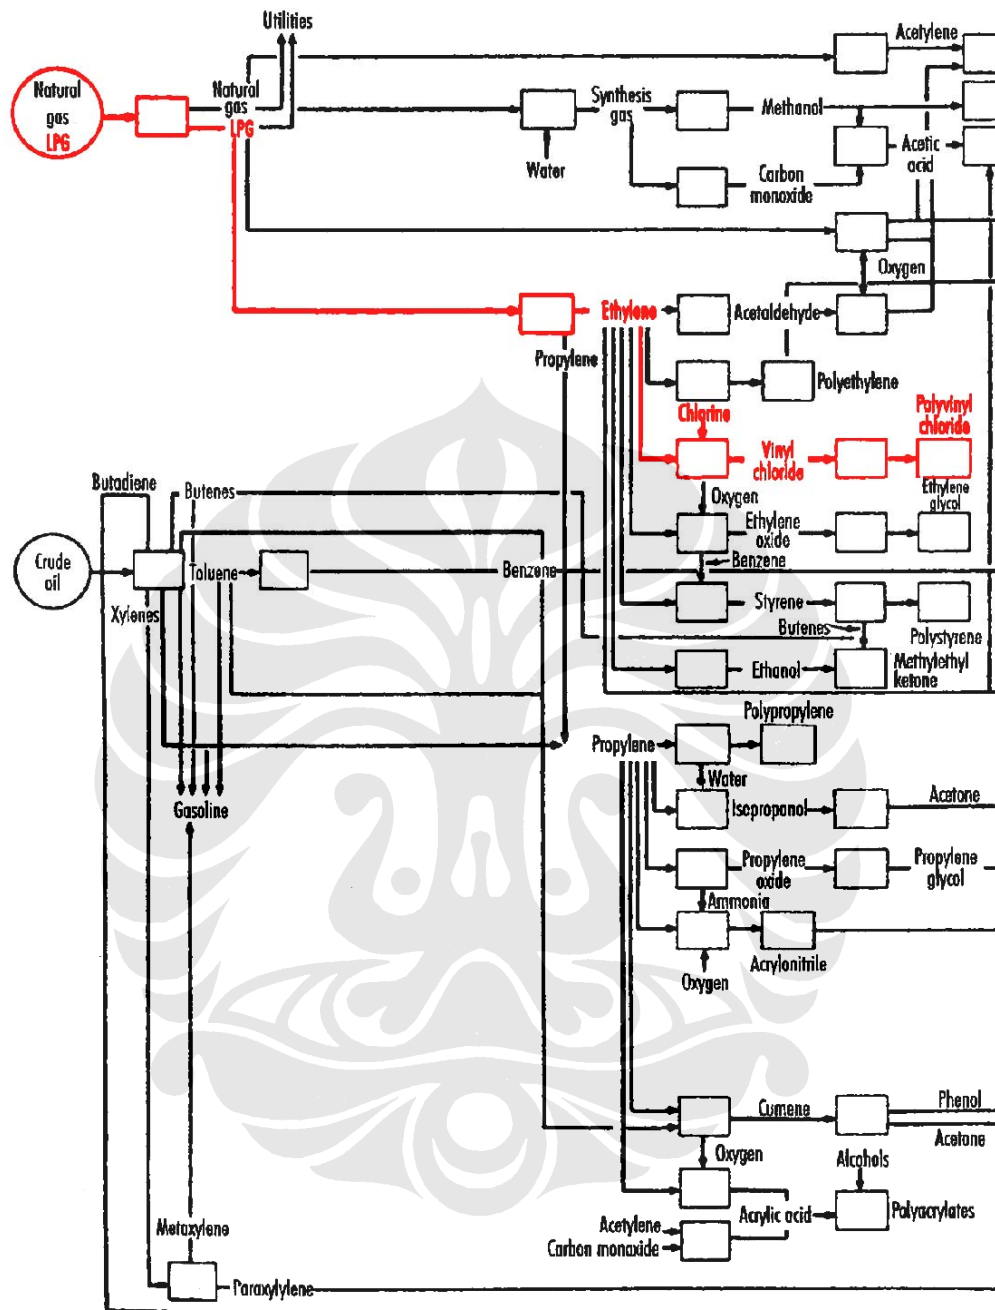 Utilities
Acetylene
Natural
gas
LPG
Natural
gas
LPG
Synthesis
gas
Methanol
Water
Acetic
acid
Carbon
monoxide
Oxygen
Ethylene
Acetaldehyde
Propylene
Polyethylene
Chlorine
Polyvinyl
chloride
Vinyl
chloride
Butadiene
Butenes
Oxygen
Ethylene
glycol
Ethylene
oxide
Crude
oil
Toluene
Benzene
Benzene
Xylenes
Styrene
Butenes
Polystyrene
Ethanol
Methylethyl
ketone
Polypropylene
Propylene
Water
Gasoline
Isopropanol
Acetone
Propylene
oxide
Propylene
glycol
Ammonia
Acrylonitrile
Oxygen
Cumene
Phenol
Acetone
Oxygen
Alcohols
Metaxylene
Acetylene
Carbon monoxide
Acrylic acid
Polyacrylates
Paraxylylene